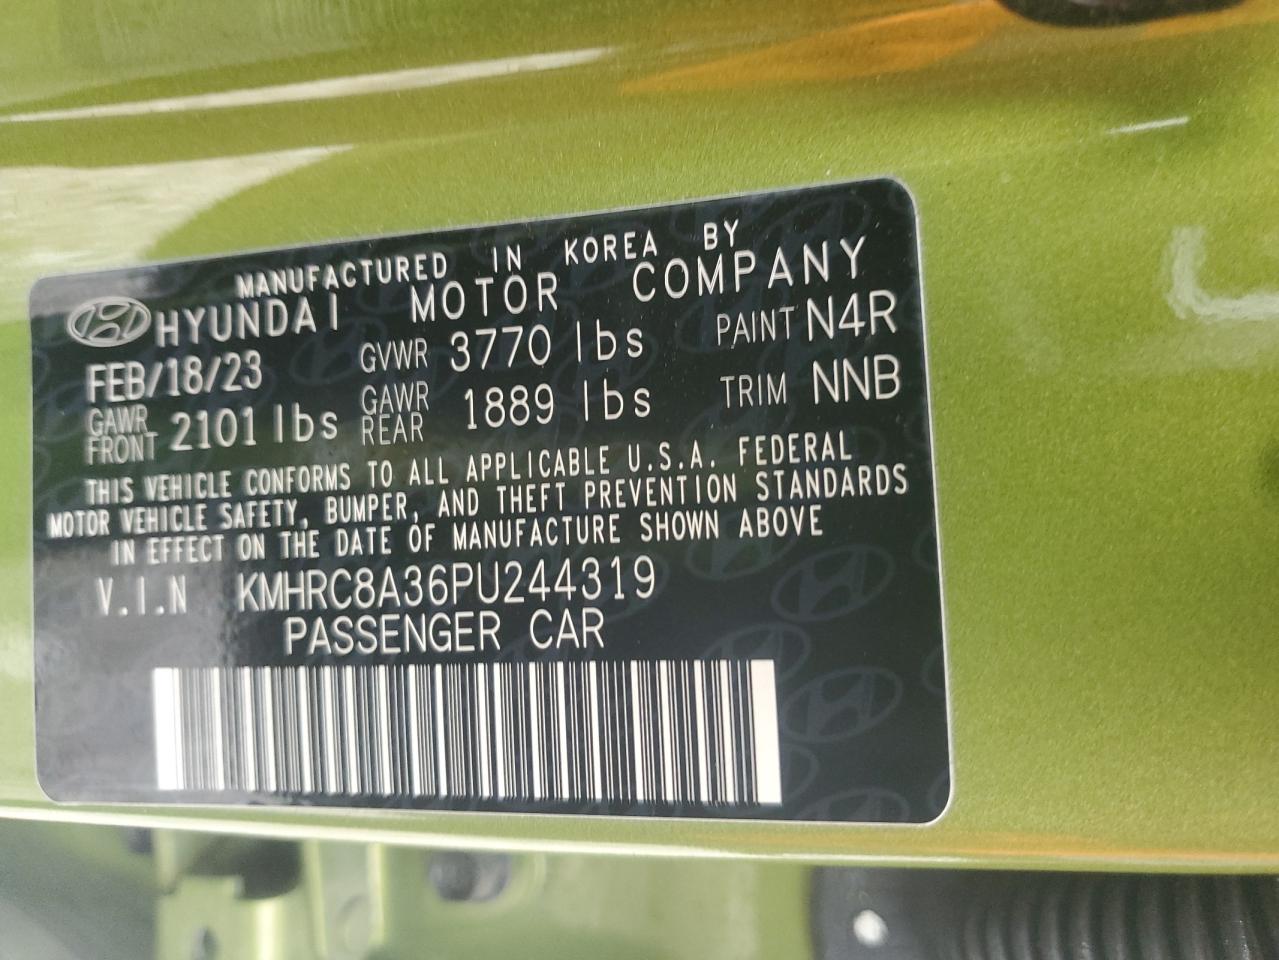 MANUFACTURED IN KOREA BY
HYUNDAI MOTOR COMPANY
FEB/18/23 GVWR 3770 lbs PAINT N4R
GAWR FRONT 2101 lbs GAWR REAR 1889 lbs TRIM NNB
THIS VEHICLE CONFORMS TO ALL APPLICABLE U.S.A. FEDERAL
MOTOR VEHICLE SAFETY, BUMPER, AND THEFT PREVENTION STANDARDS
IN EFFECT ON THE DATE OF MANUFACTURE SHOWN ABOVE
V.I.N KMHRC8A36PU244319
PASSENGER CAR